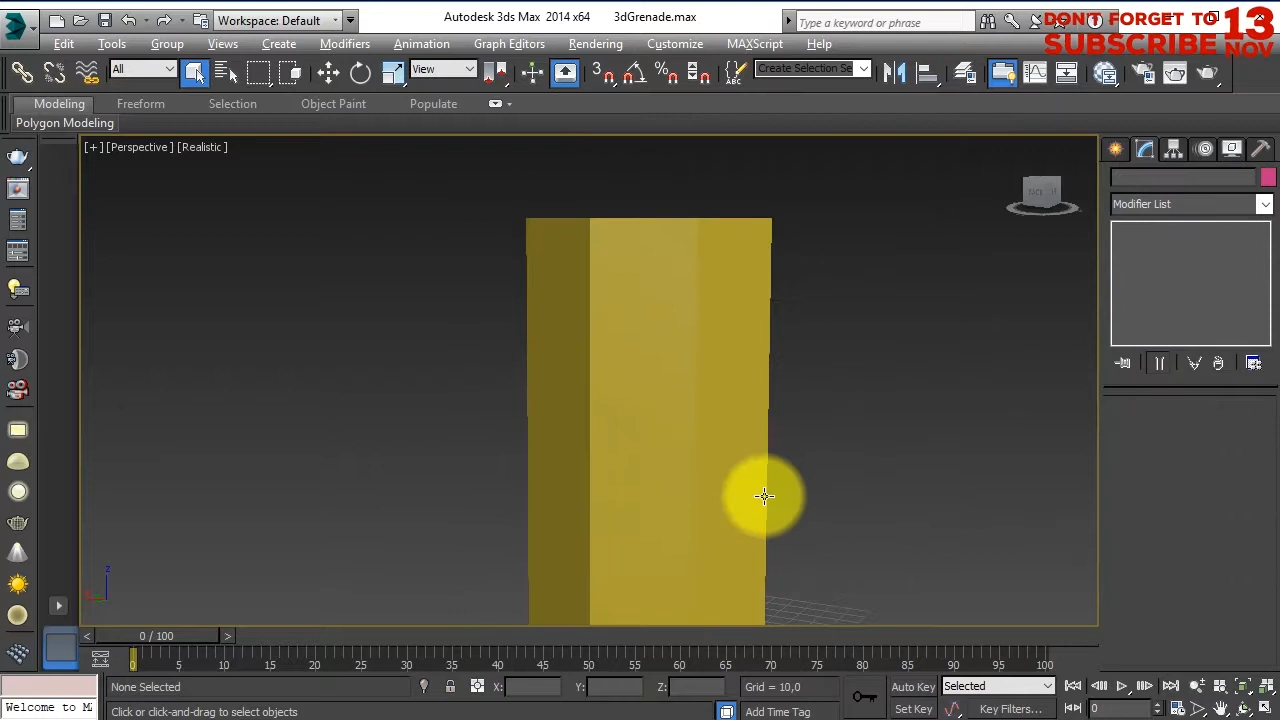 Workspace: Default
Autodesk 3ds Max 2014 x64 3dGrenade.max
Type a keyword or phrase
DON'T FORGET TO
SUBSCRIBE
13
NOV
Edit Tools Group Views Create Modifiers Animation Graph Editors Rendering Customize MAXScript Help
All
View
ABC
Create Selection Se
Modeling Freeform Selection Object Paint Populate
Polygon Modeling
[+] [Perspective] [Realistic]
Modifier List
z
< 0 / 100 >
0 5 10 15 20 25 30 35 40 45 50 55 60 65 70 75 80 85 90 95 100
None Selected X: Y: Z: Grid = 10,0 Auto Key Selected
Welcome to M Click or click-and-drag to select objects Add Time Tag Set Key Key Filters... 0